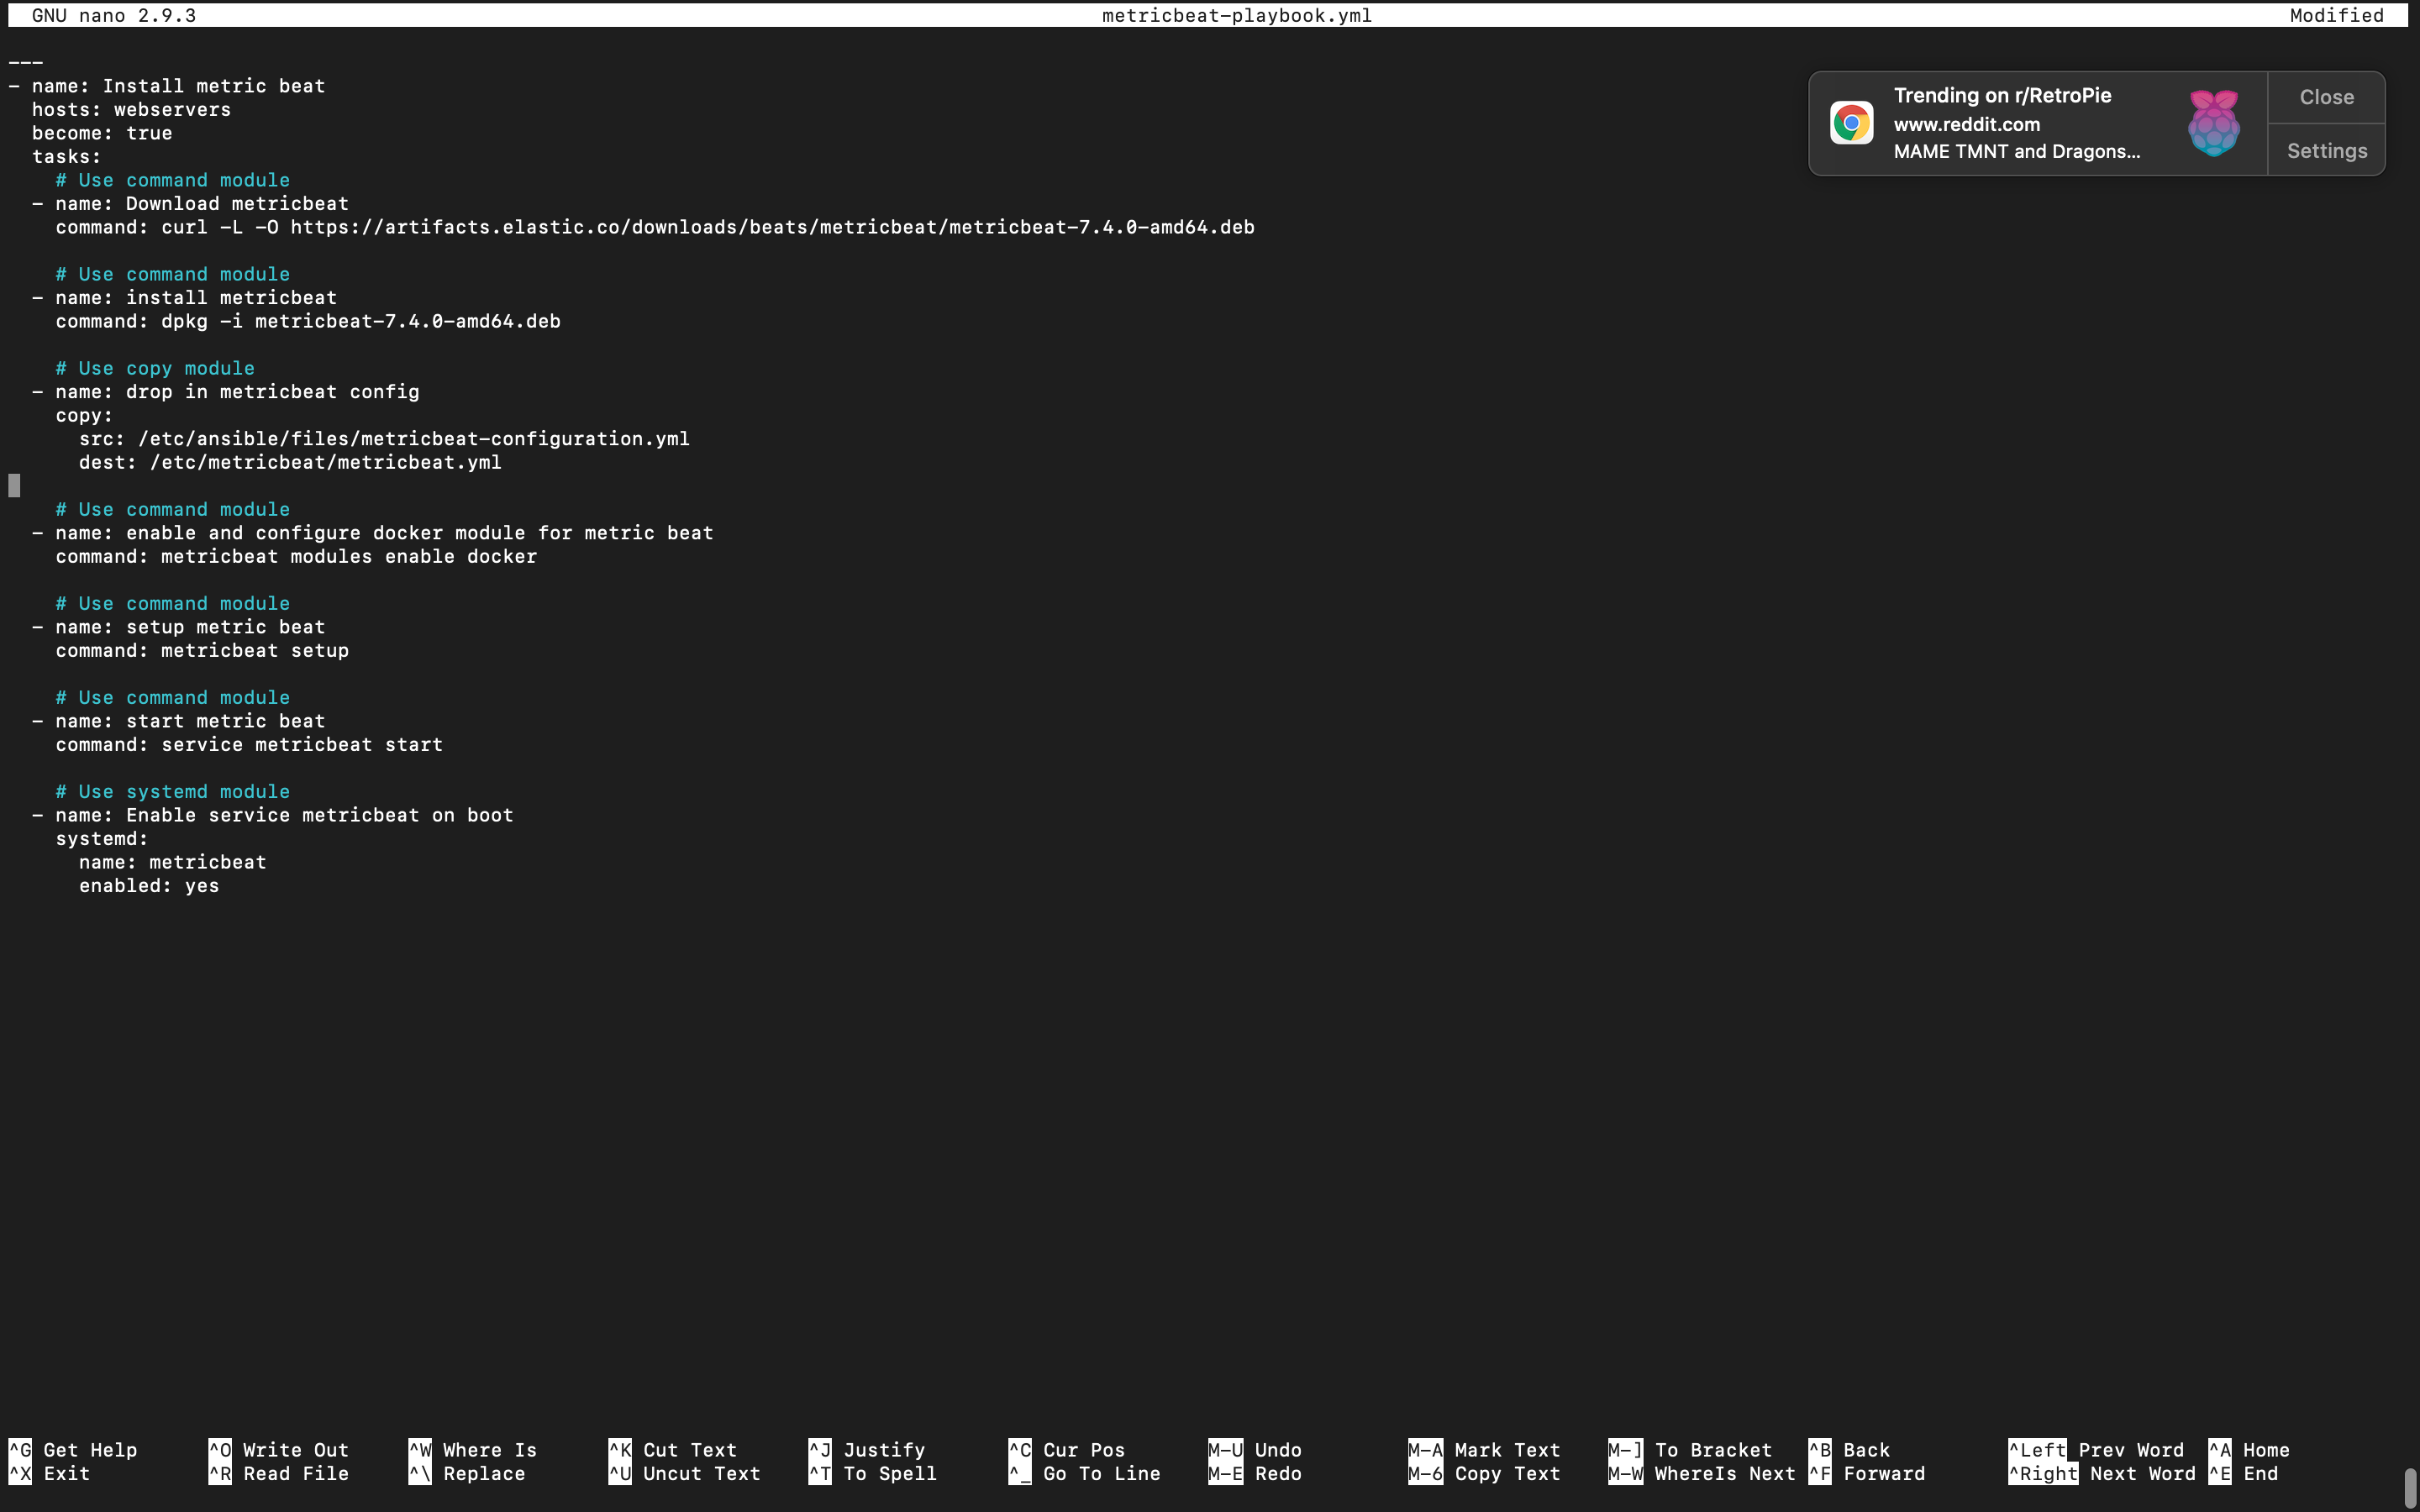 GNU nano 2.9.3 metricbeat-playbook.yml Modified
---
- name: Install metric beat
  hosts: webservers
  become: true
  tasks:
    # Use command module
  - name: Download metricbeat
    command: curl -L -O https://artifacts.elastic.co/downloads/beats/metricbeat/metricbeat-7.4.0-amd64.deb

    # Use command module
  - name: install metricbeat
    command: dpkg -i metricbeat-7.4.0-amd64.deb

    # Use copy module
  - name: drop in metricbeat config
    copy:
      src: /etc/ansible/files/metricbeat-configuration.yml
      dest: /etc/metricbeat/metricbeat.yml

    # Use command module
  - name: enable and configure docker module for metric beat
    command: metricbeat modules enable docker

    # Use command module
  - name: setup metric beat
    command: metricbeat setup

    # Use command module
  - name: start metric beat
    command: service metricbeat start

    # Use systemd module
  - name: Enable service metricbeat on boot
    systemd:
      name: metricbeat
      enabled: yes
Trending on r/RetroPie
www.reddit.com
MAME TMNT and Dragons...
Close
Settings
^G Get Help ^O Write Out ^W Where Is ^K Cut Text ^J Justify ^C Cur Pos M-U Undo M-A Mark Text M-] To Bracket ^B Back ^Left Prev Word ^A Home
^X Exit ^R Read File ^\ Replace ^U Uncut Text ^T To Spell ^_ Go To Line M-E Redo M-6 Copy Text M-W WhereIs Next ^F Forward ^Right Next Word ^E End